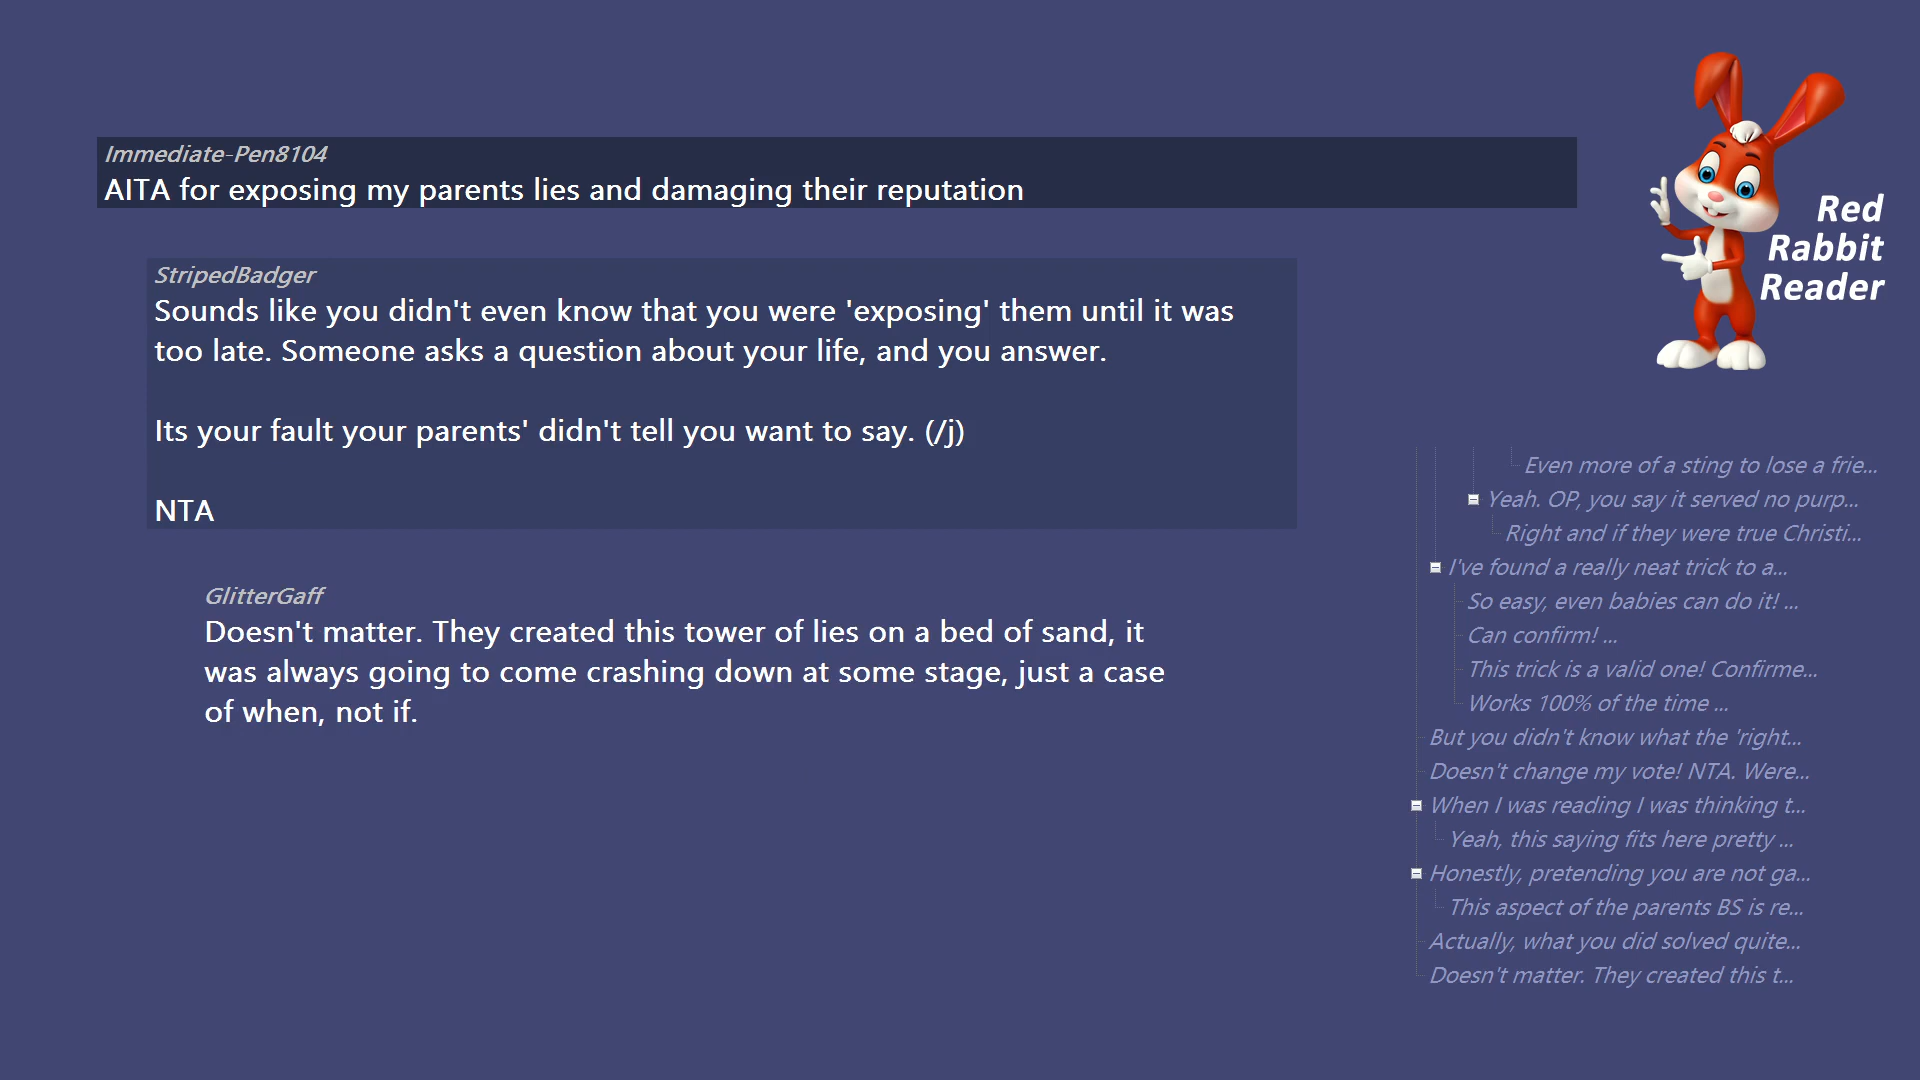 Immediate-Pen8104
AITA for exposing my parents lies and damaging their reputation
StripedBadger
Sounds like you didn't even know that you were 'exposing' them until it was
too late. Someone asks a question about your life, and you answer.
Its your fault your parents' didn't tell you want to say. (/j)
NTA
GlitterGaff
Doesn't matter. They created this tower of lies on a bed of sand, it
was always going to come crashing down at some stage, just a case
of when, not if.
Red
Rabbit
Reader
Even more of a sting to lose a frie...
Yeah. OP, you say it served no purp...
Right and if they were true Christi...
I've found a really neat trick to a...
So easy, even babies can do it! ...
Can confirm! ...
This trick is a valid one! Confirme...
Works 100% of the time ...
But you didn't know what the 'right...
Doesn't change my vote! NTA. Were...
When I was reading I was thinking t...
Yeah, this saying fits here pretty ...
Honestly, pretending you are not ga...
This aspect of the parents BS is re...
Actually, what you did solved quite...
Doesn't matter. They created this t...